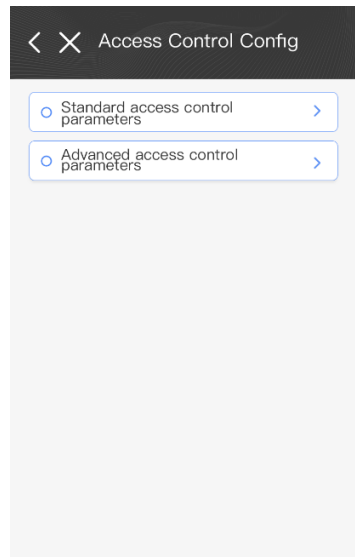 Access Control Config
Standard access control
parameters
Advanced access control
parameters